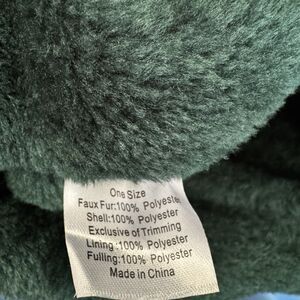 One Size
Faux Fur:100% Polyester
Shell:100% Polyester
Exclusive of Trimming
Lining:100% Polyester
Fulling:100% Polyester
Made in China